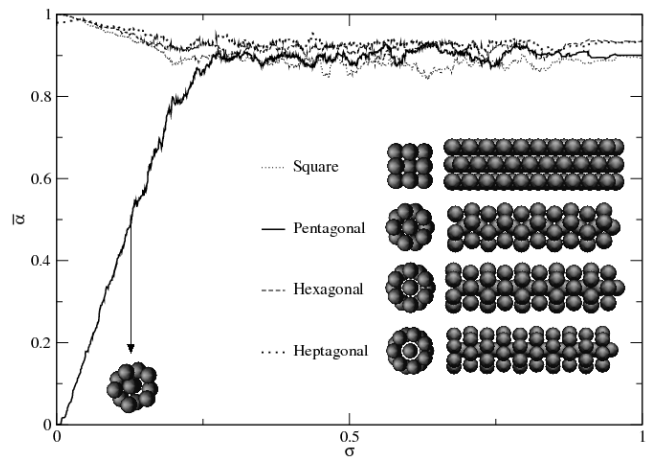 1
0.8
0.6
0.4
0.2
0
α̅
Square
Pentagonal
Hexagonal
Heptagonal
0
0.5
1
σ